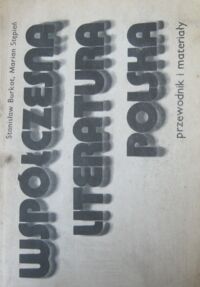 Stanisław Burkot, Marian Stępień
WSPÓŁCZESNA
LITERATURA
POLSKA
przewodnik i materiały